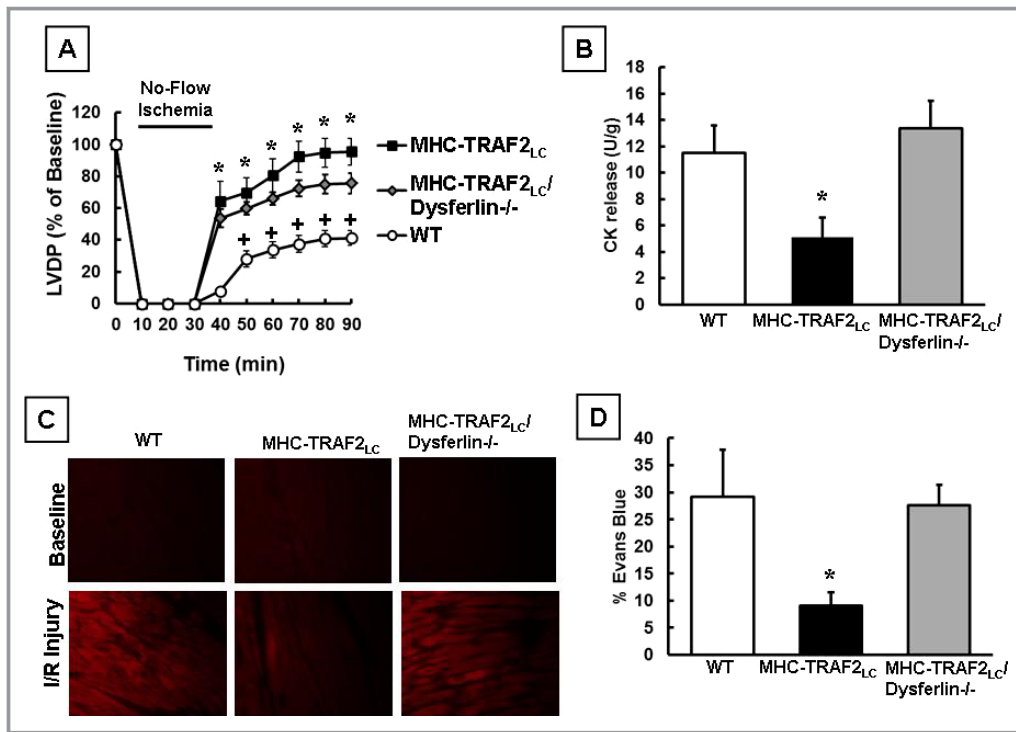 A
No-Flow
Ischemia
LVDP (% of Baseline)
120
100
80
60
40
20
0
* * * * * *
+ + + + +
0 10 20 30 40 50 60 70 80 90
Time (min)
MHC-TRAF2LC
MHC-TRAF2LC/
Dysferlin-/-
WT
B
CK release (U/g)
18
16
14
12
10
8
6
4
2
0
*
WT MHC-TRAF2LC MHC-TRAF2LC/
Dysferlin-/-
C
WT MHC-TRAF2LC MHC-TRAF2LC/
Dysferlin-/-
Baseline
I/R Injury
D
% Evans Blue
40
35
30
25
20
15
10
5
0
*
WT MHC-TRAF2LC MHC-TRAF2LC/
Dysferlin-/-